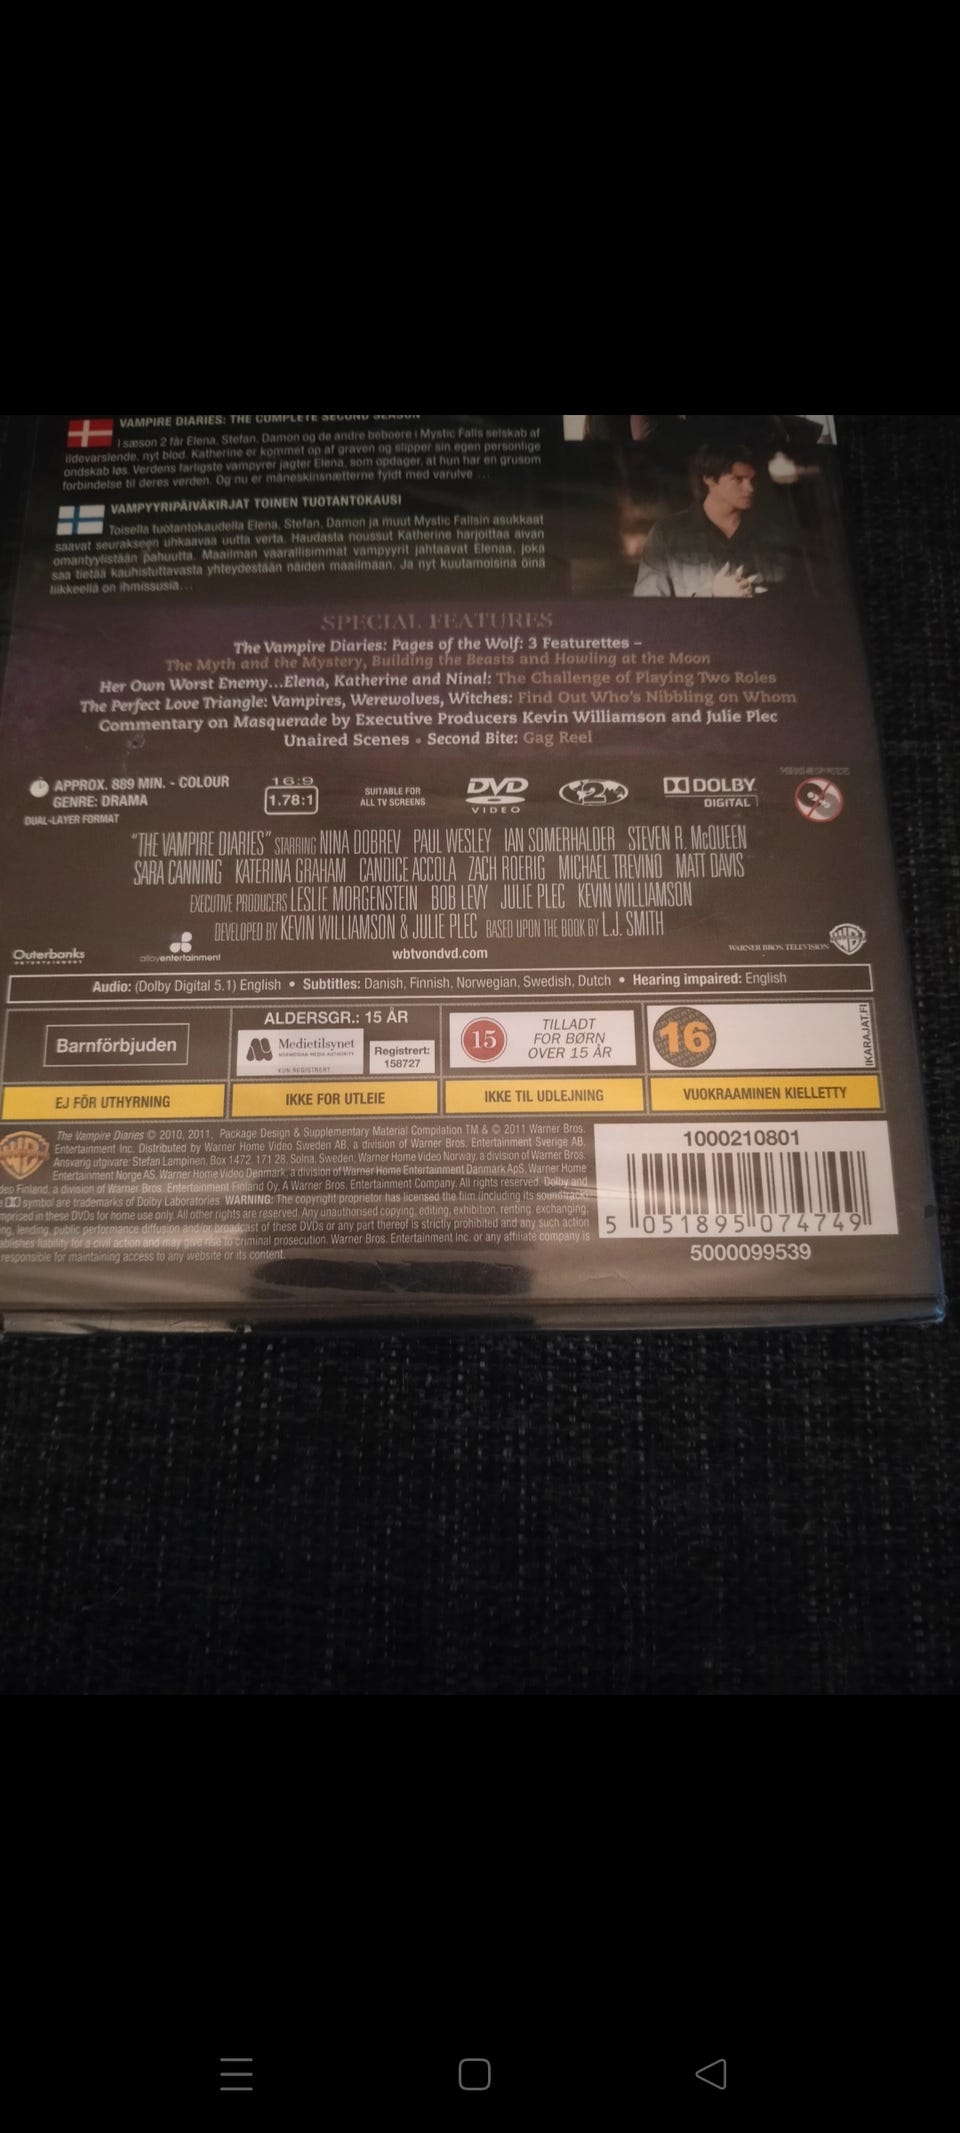 VAMPIRE DIARIES: THE COMPLETE SECOND SEASON
I sæson 2 får Elena, Stefan, Damon og de andre beboere i Mystic Falls selskab af
ildevarslende, nyt blod. Katherine er kommet op af graven og slipper sin egen personlige
ondskab løs. Verdens farligste vampyrer jagter Elena, som opdager, at hun har en grusom
forbindelse til deres verden. Og nu er måneskinsnætterne fyldt med varulve ...
VAMPYYRIPÄIVÄKIRJAT TOINEN TUOTANTOKAUSI
Toisella tuotantokaudella Elena, Stefan, Damon ja muut Mystic Fallsin asukkaat
saavat seurakseen uhkaavaa uutta verta. Haudasta noussut Katherine harjoittaa aivan
omantyylistään pahuutta. Maailman vaarallisimmat vampyyrit jahtaavat Elenaa, joka
saa tietää kauhistuttavasta yhteydestään näiden maailmaan. Ja nyt kuutamoisina öinä
liikkeellä on ihmissusia...
SPECIAL FEATURES
The Vampire Diaries: Pages of the Wolf: 3 Featurettes –
The Myth and the Mystery, Building the Beasts and Howling at the Moon
Her Own Worst Enemy...Elena, Katherine and Nina!: The Challenge of Playing Two Roles
The Perfect Love Triangle: Vampires, Werewolves, Witches: Find Out Who's Nibbling on Whom
Commentary on Masquerade by Executive Producers Kevin Williamson and Julie Plec
Unaired Scenes • Second Bite: Gag Reel
APPROX. 889 MIN. - COLOUR
GENRE: DRAMA
DUAL-LAYER FORMAT
16:9
1.78:1
SUITABLE FOR
ALL TV SCREENS
DVD
VIDEO
2
DOLBY
DIGITAL
THESE DISCS ARE COPY PROTECTED
"THE VAMPIRE DIARIES" STARRING NINA DOBREV PAUL WESLEY IAN SOMERHALDER STEVEN R. McQUEEN
SARA CANNING KATERINA GRAHAM CANDICE ACCOLA ZACH ROERIG MICHAEL TREVINO MATT DAVIS
EXECUTIVE PRODUCERS LESLIE MORGENSTEIN BOB LEVY JULIE PLEC KEVIN WILLIAMSON
DEVELOPED BY KEVIN WILLIAMSON & JULIE PLEC BASED UPON THE BOOK BY L.J. SMITH
Outerbanks
ENTERTAINMENT
alloyentertainment
wbtvondvd.com
WARNER BROS. TELEVISION
Audio: (Dolby Digital 5.1) English • Subtitles: Danish, Finnish, Norwegian, Swedish, Dutch • Hearing impaired: English
Barnförbjuden
ALDERSGR.: 15 ÅR
Medietilsynet
NORWEGIAN MEDIA AUTHORITY
KUN REGISTRERT
Registrert:
158727
15
TILLADT
FOR BØRN
OVER 15 ÅR
16
IKARAJAT.FI
EJ FÖR UTHYRNING
IKKE FOR UTLEIE
IKKE TIL UDLEJNING
VUOKRAAMINEN KIELLETTY
The Vampire Diaries © 2010, 2011, Package Design & Supplementary Material Compilation TM & © 2011 Warner Bros.
Entertainment Inc. Distributed by Warner Home Video Sweden AB, a division of Warner Bros. Entertainment Sverige AB,
Ansvarig utgivare: Stefan Lampinen, Box 1472, 171 28, Solna, Sweden, Warner Home Video Norway, a division of Warner Bros.
Entertainment Norge AS, Warner Home Video Denmark, a division of Warner Home Entertainment Danmark ApS, Warner Home
deo Finland, a division of Warner Bros. Entertainment Finland Oy, A Warner Bros. Entertainment Company. All rights reserved. Dolby and
e symbol are trademarks of Dolby Laboratories. WARNING: The copyright proprietor has licensed the film (including its soundtrack)
mprised in these DVDs for home use only. All other rights are reserved. Any unauthorised copying, editing, exhibition, renting, exchanging,
ng, lending, public performance diffusion and/or broadcast of these DVDs or any part thereof is strictly prohibited and any such action
ablishes liability for a civil action and may give rise to criminal prosecution. Warner Bros. Entertainment Inc. or any affiliate company is
responsible for maintaining access to any website or its content.
1000210801
5 051895 074749
5000099539